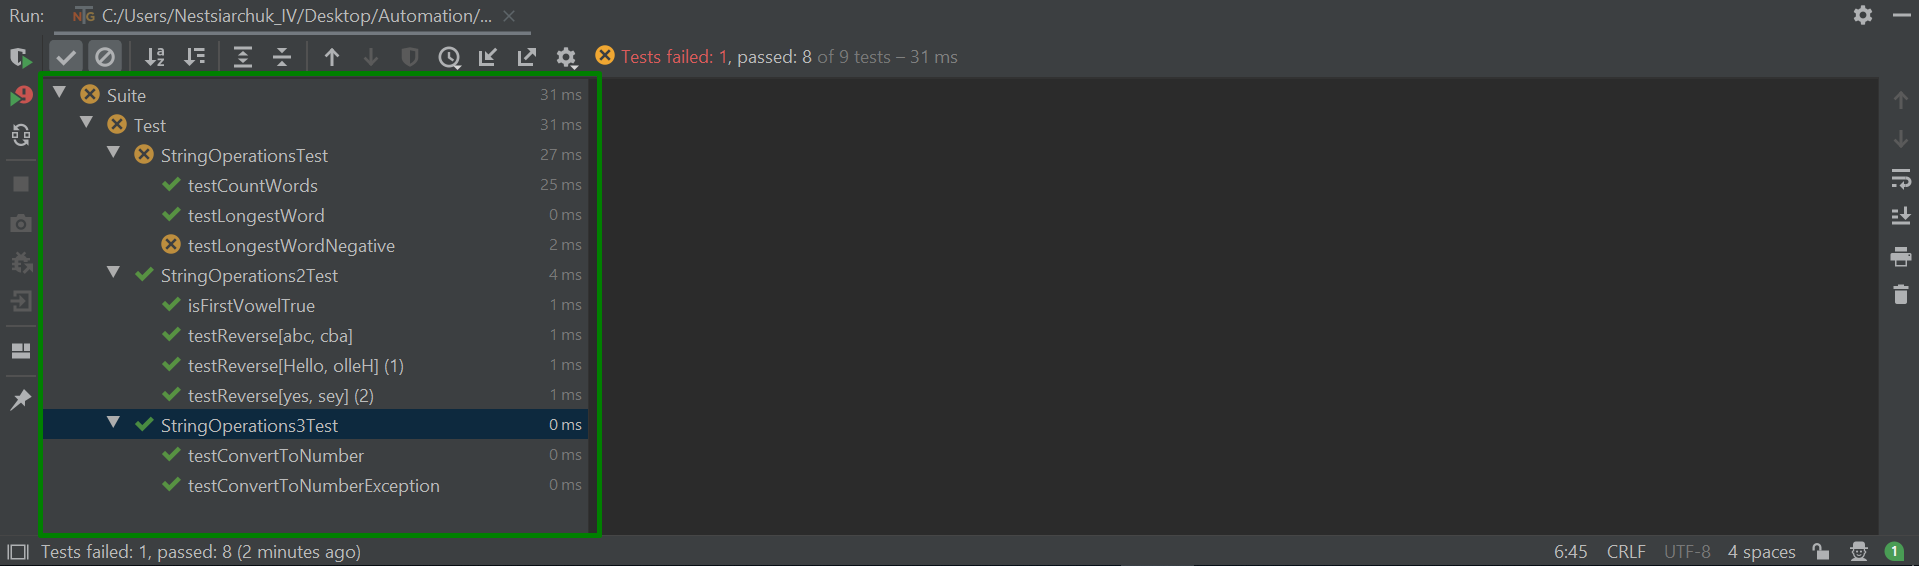 Run: NG C:/Users/Nestsiarchuk_IV/Desktop/Automation/...
Tests failed: 1, passed: 8 of 9 tests – 31 ms
Suite 31 ms
Test 31 ms
StringOperationsTest 27 ms
testCountWords 25 ms
testLongestWord 0 ms
testLongestWordNegative 2 ms
StringOperations2Test 4 ms
isFirstVowelTrue 1 ms
testReverse[abc, cba] 1 ms
testReverse[Hello, olleH] (1) 1 ms
testReverse[yes, sey] (2) 1 ms
StringOperations3Test 0 ms
testConvertToNumber 0 ms
testConvertToNumberException 0 ms
Tests failed: 1, passed: 8 (2 minutes ago) 6:45 CRLF UTF-8 4 spaces 1